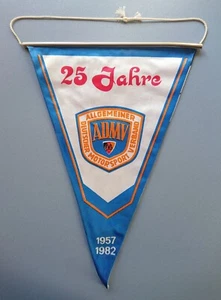 25 Jahre
ALLGEMEINER
DEUTSCHER MOTORSPORT VERBAND
ADMV
1957
1982